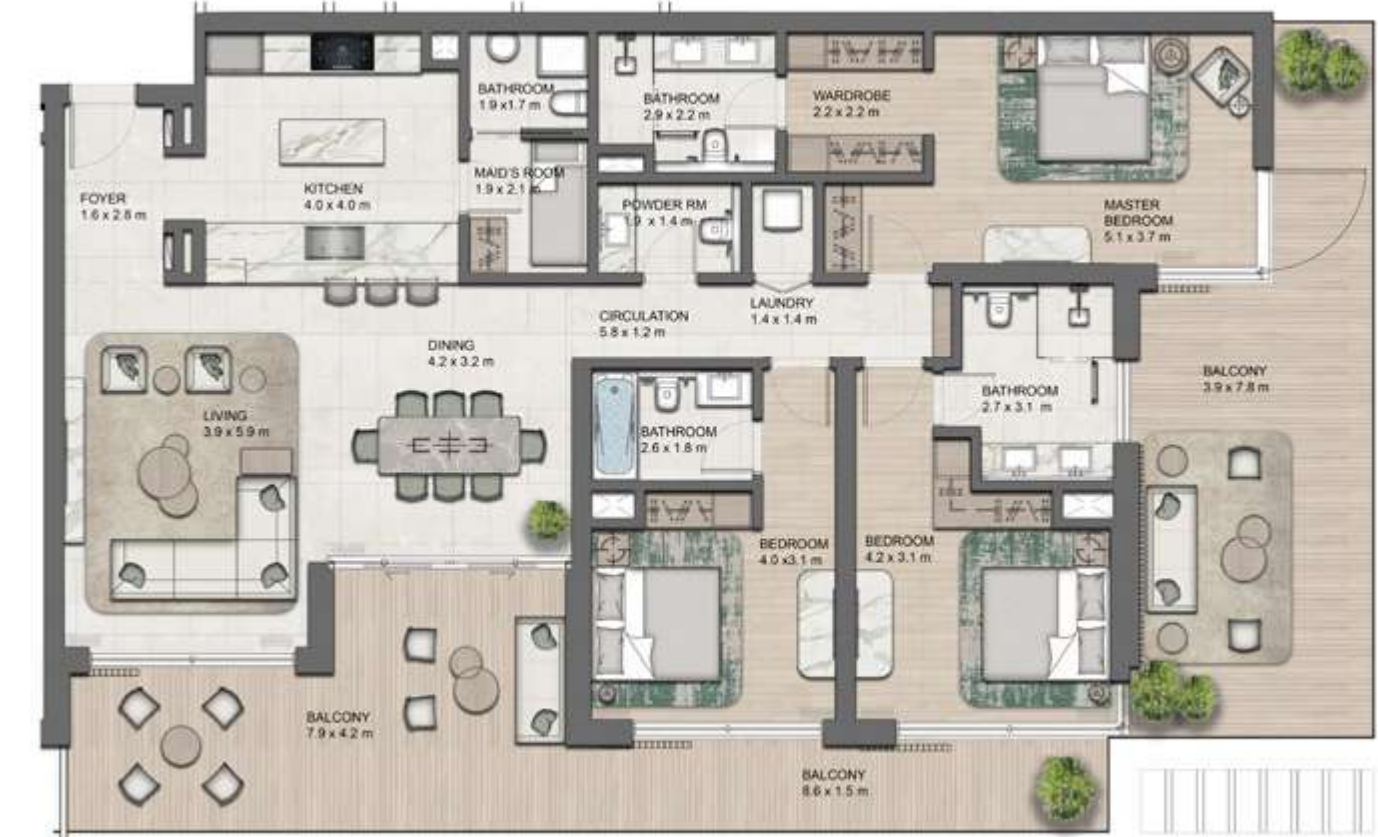 BATHROOM
1.9 x1.7 m
BATHROOM
2.9 x 2.2 m
WARDROBE
2.2 x 2.2 m
FOYER
1.6 x 2.8 m
KITCHEN
4.0 x 4.0 m
MAID'S ROOM
1.9 x 2.1 m
POWDER RM
1.9 x 1.4 m
MASTER
BEDROOM
5.1 x 3.7 m
CIRCULATION
5.8 x 1.2 m
LAUNDRY
1.4 x 1.4 m
DINING
4.2 x 3.2 m
BATHROOM
2.7 x 3.1 m
BALCONY
3.9 x 7.8 m
LIVING
3.9 x 5.9 m
BATHROOM
2.6 x 1.8 m
BEDROOM
4.0 x3.1 m
BEDROOM
4.2 x 3.1 m
BALCONY
7.9 x 4.2 m
BALCONY
8.6 x 1.5 m